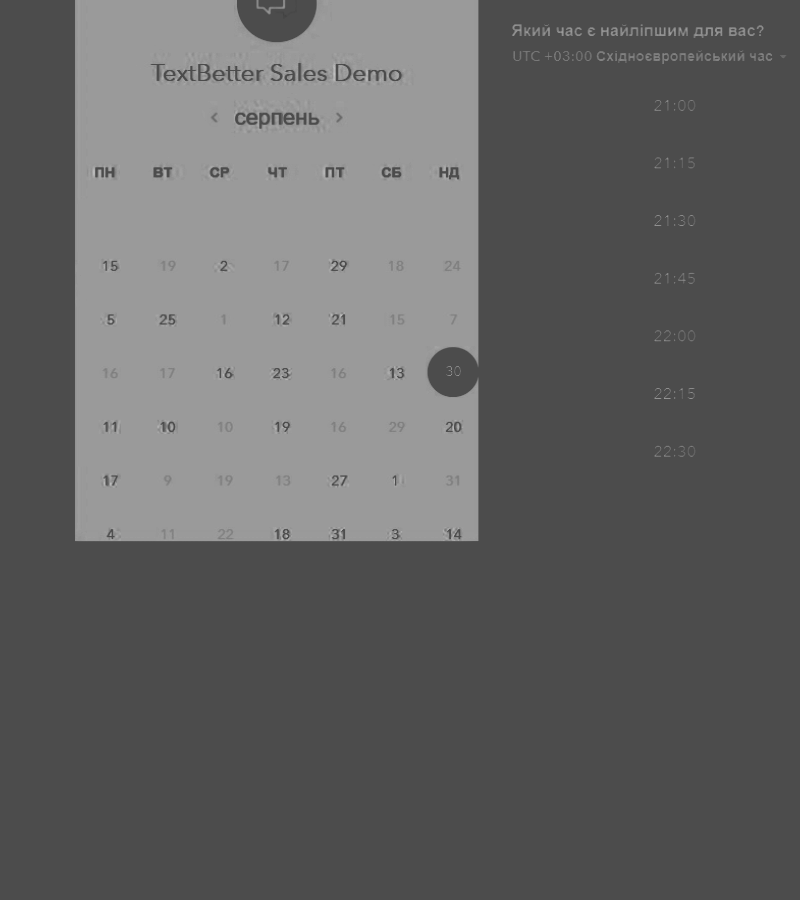 TextBetter Sales Demo
‹ серпень ›
ПН ВТ СР ЧТ ПТ СБ НД
15 19 2 17 29 18 24
5 25 1 12 21 15 7
16 17 16 23 16 13 30
11 10 10 19 16 29 20
17 9 19 13 27 1 31
4 11 22 18 31 3 14
Який час є найліпшим для вас?
UTC +03:00 Східноєвропейський час
21:00
21:15
21:30
21:45
22:00
22:15
22:30